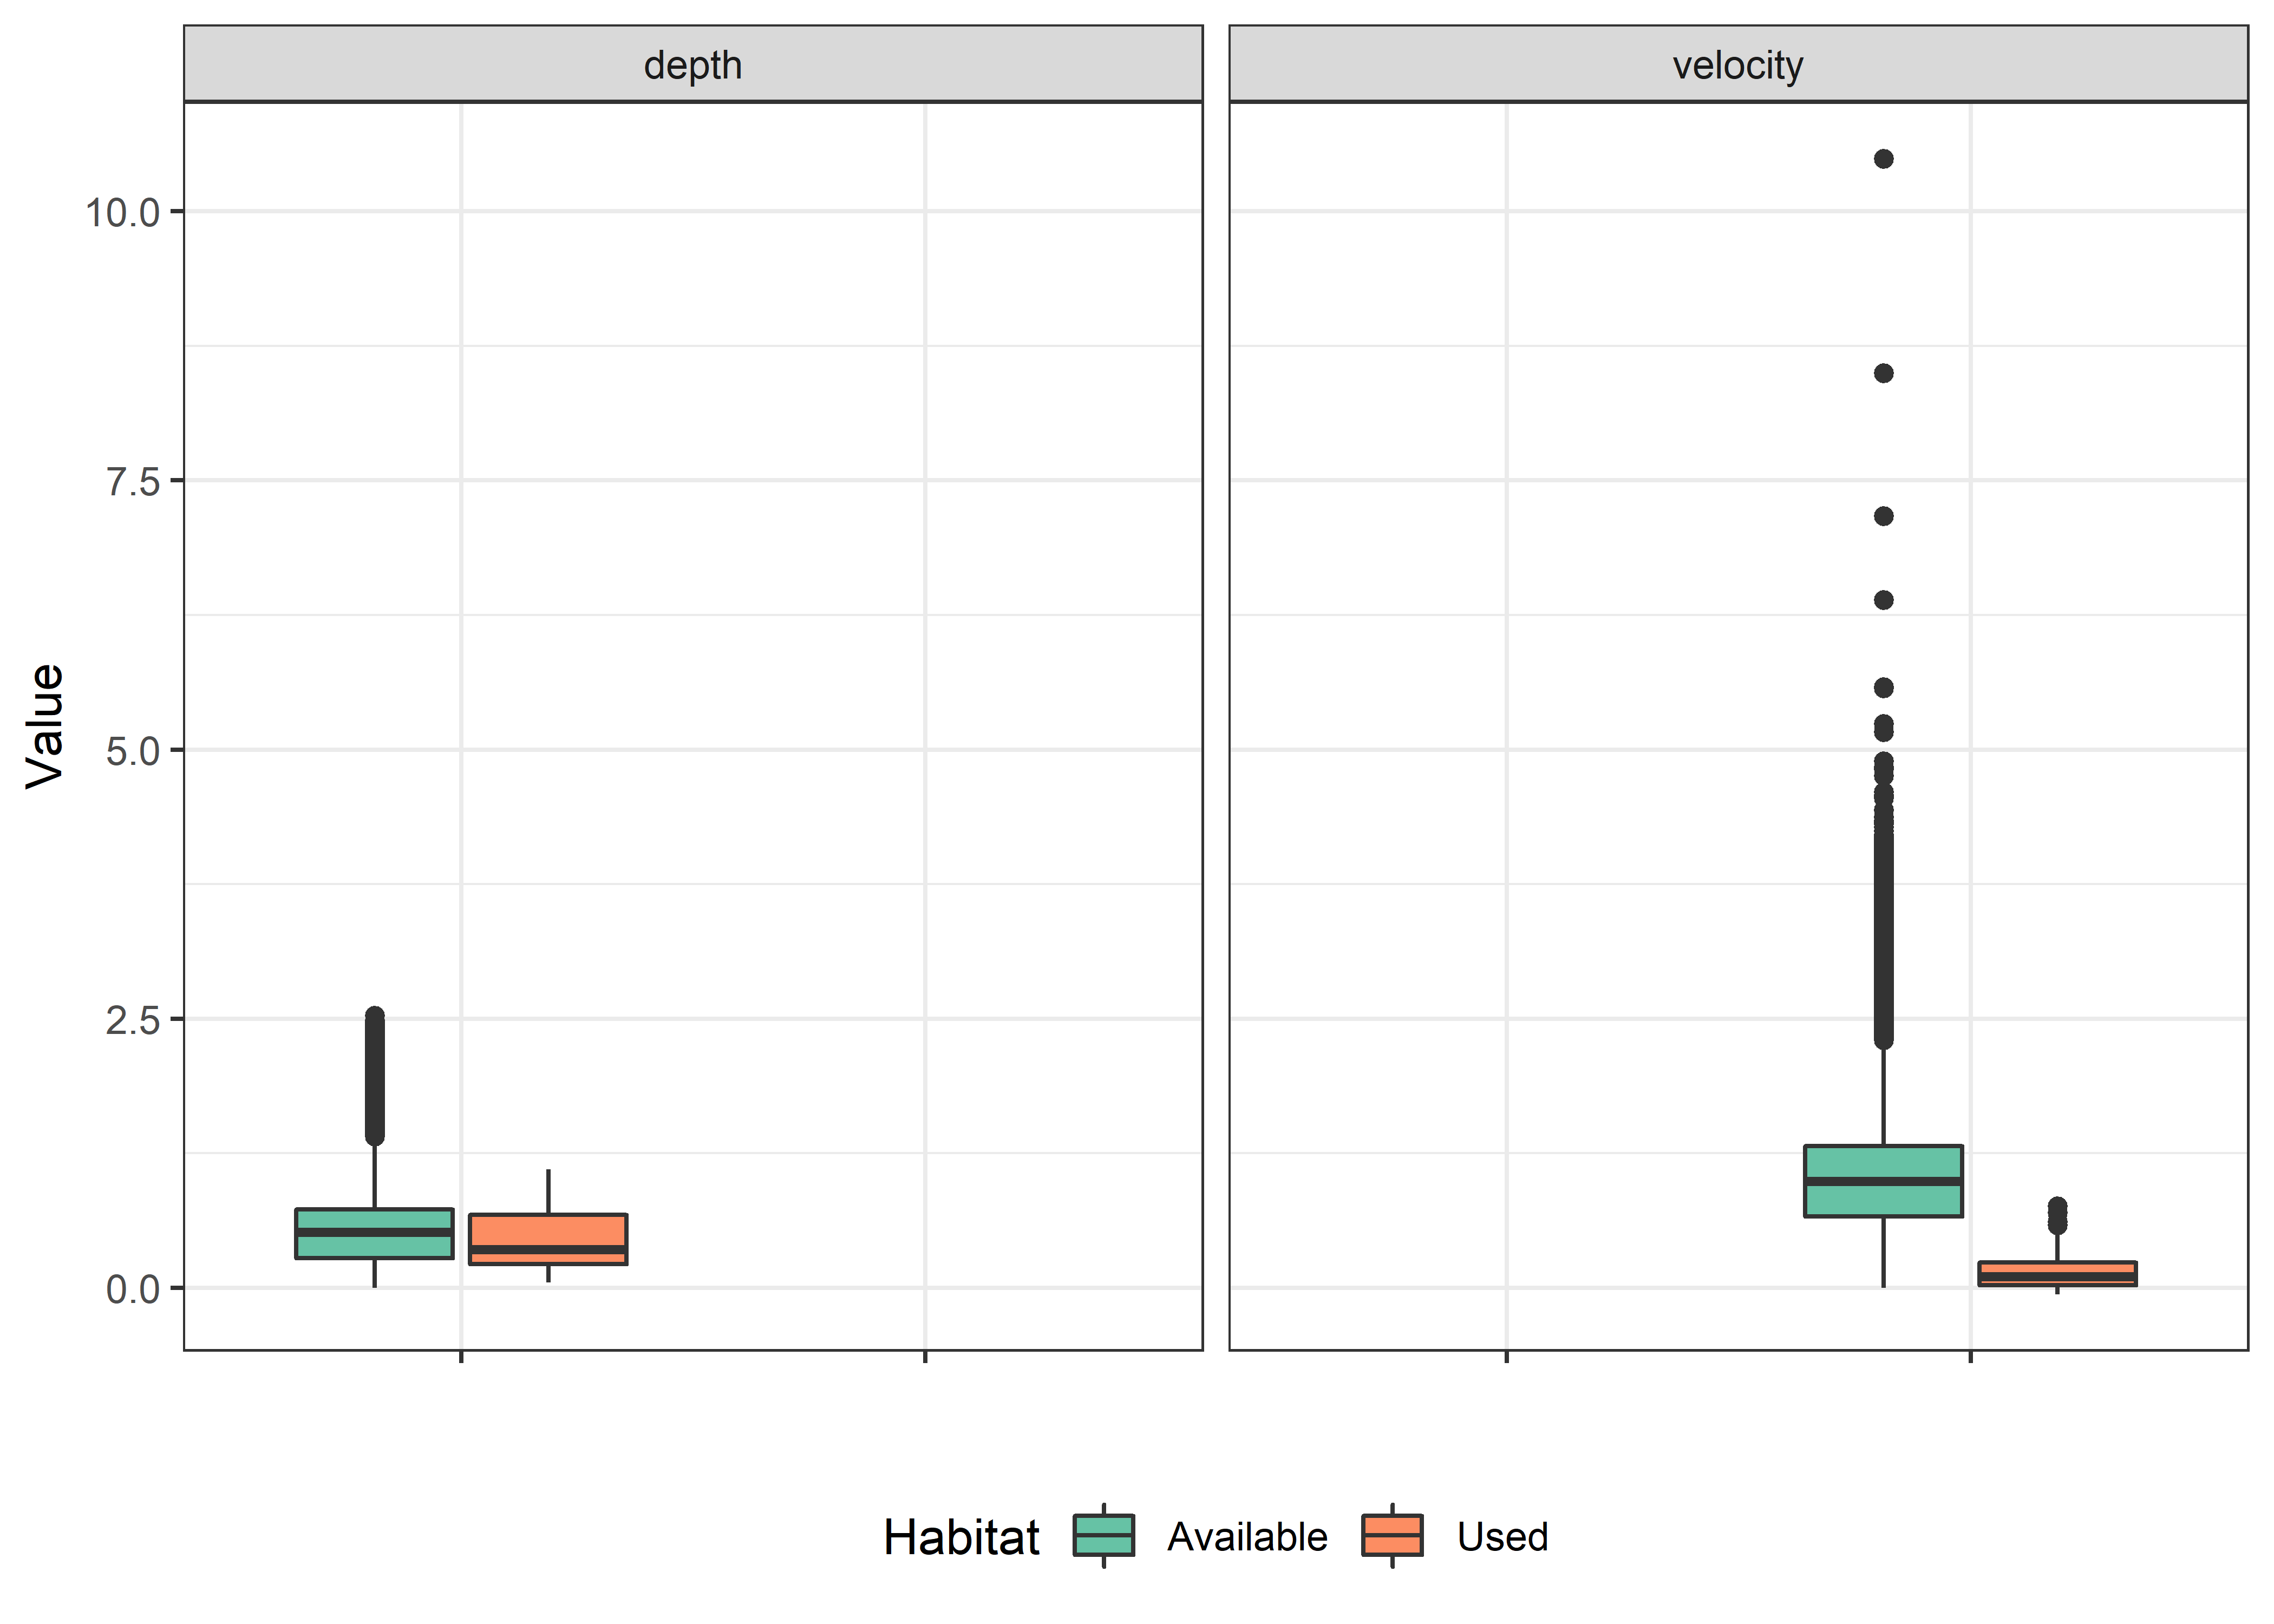 depth
velocity
10.0
7.5
5.0
2.5
0.0
Value
Habitat Available Used